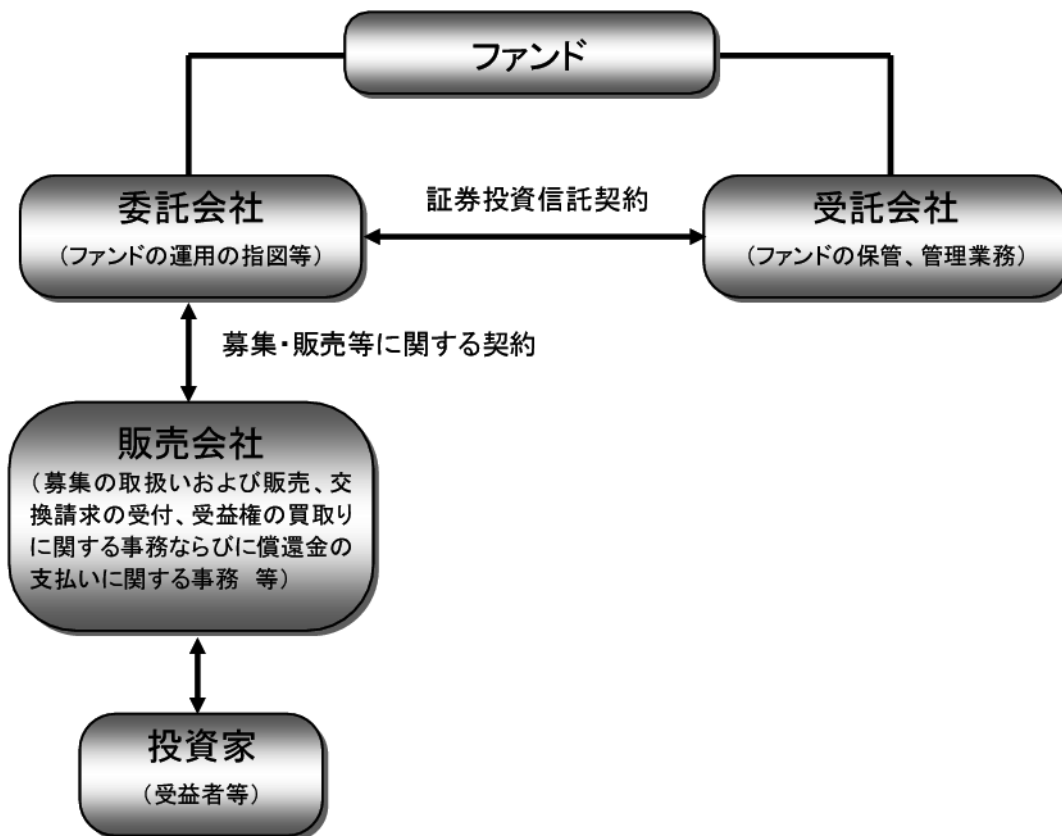 ファンド
委託会社
（ファンドの運用の指図等）
証券投資信託契約
受託会社
（ファンドの保管、管理業務）
募集・販売等に関する契約
販売会社
（募集の取扱いおよび販売、交
換請求の受付、受益権の買取り
に関する事務ならびに償還金の
支払いに関する事務　等）
投資家
（受益者等）